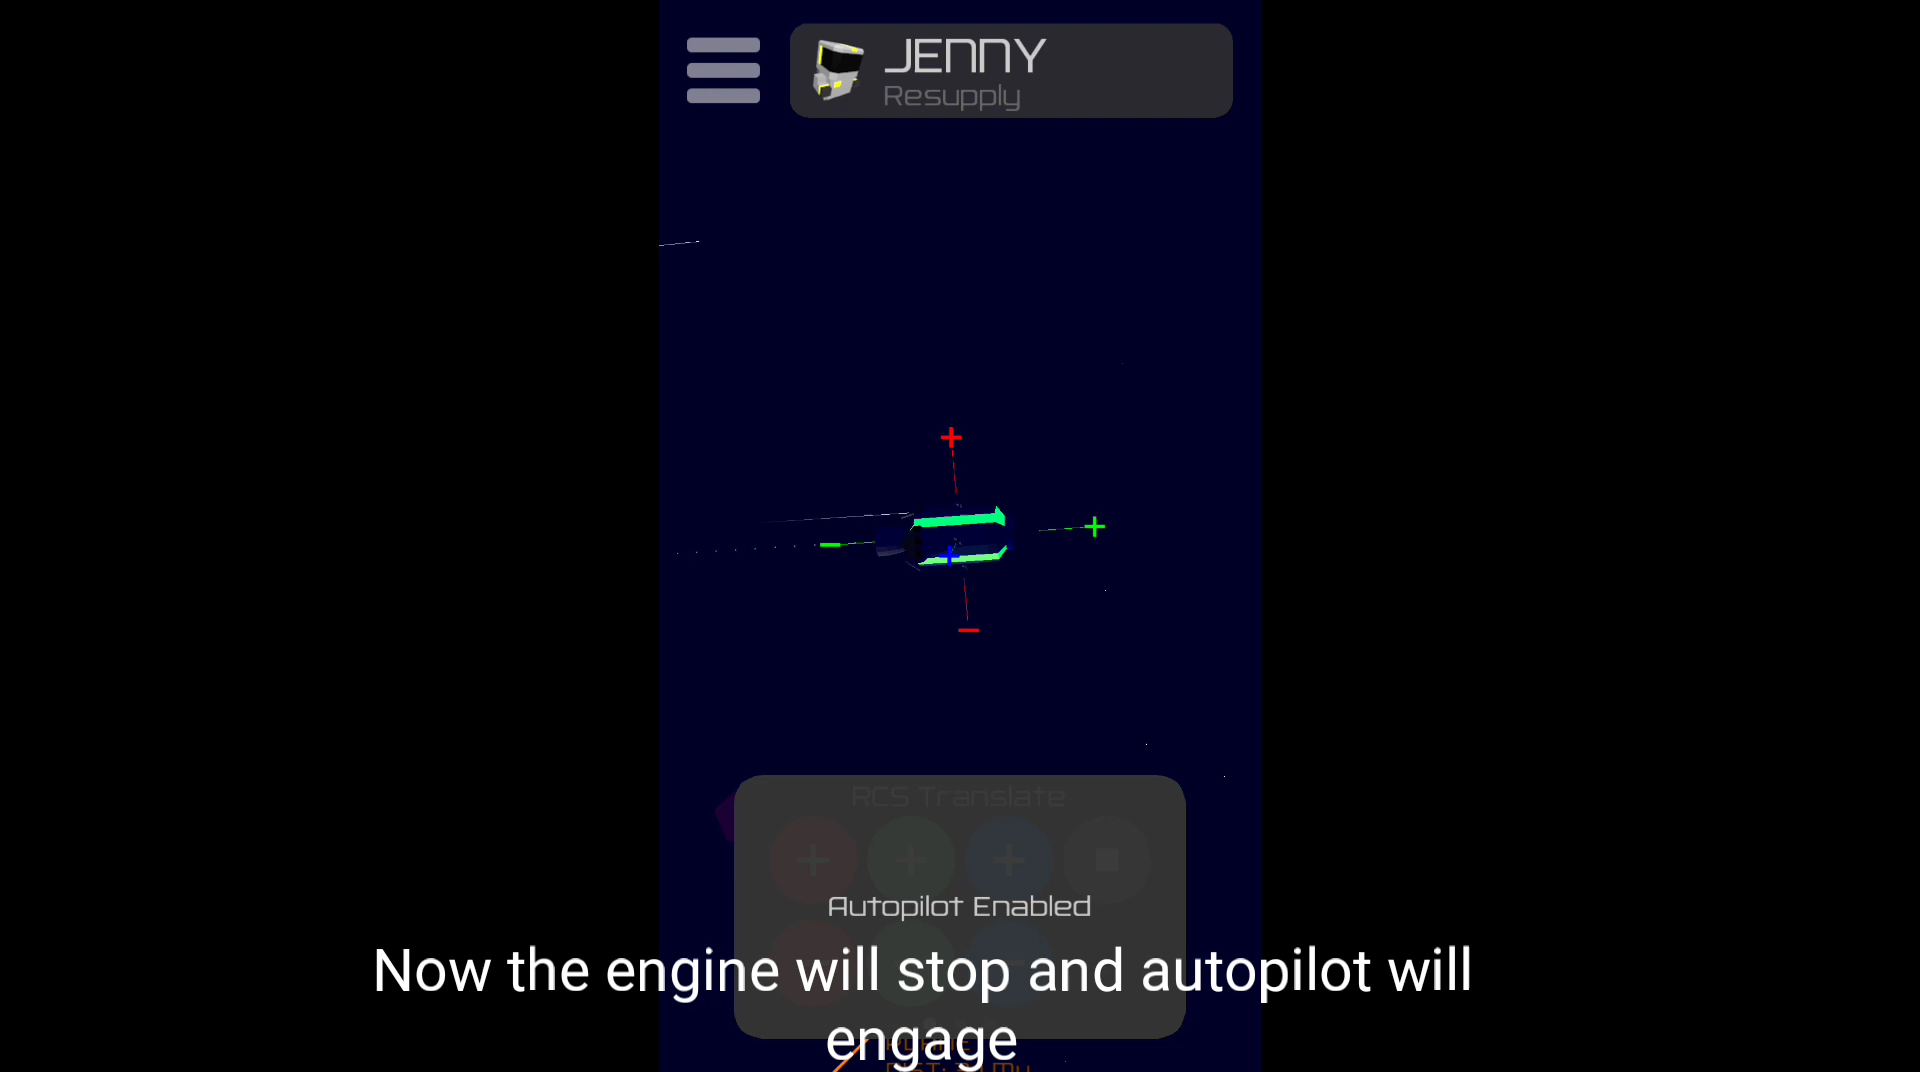 JENNY
Resupply
RCS Translate
Autopilot Enabled
Now the engine will stop and autopilot will
engage